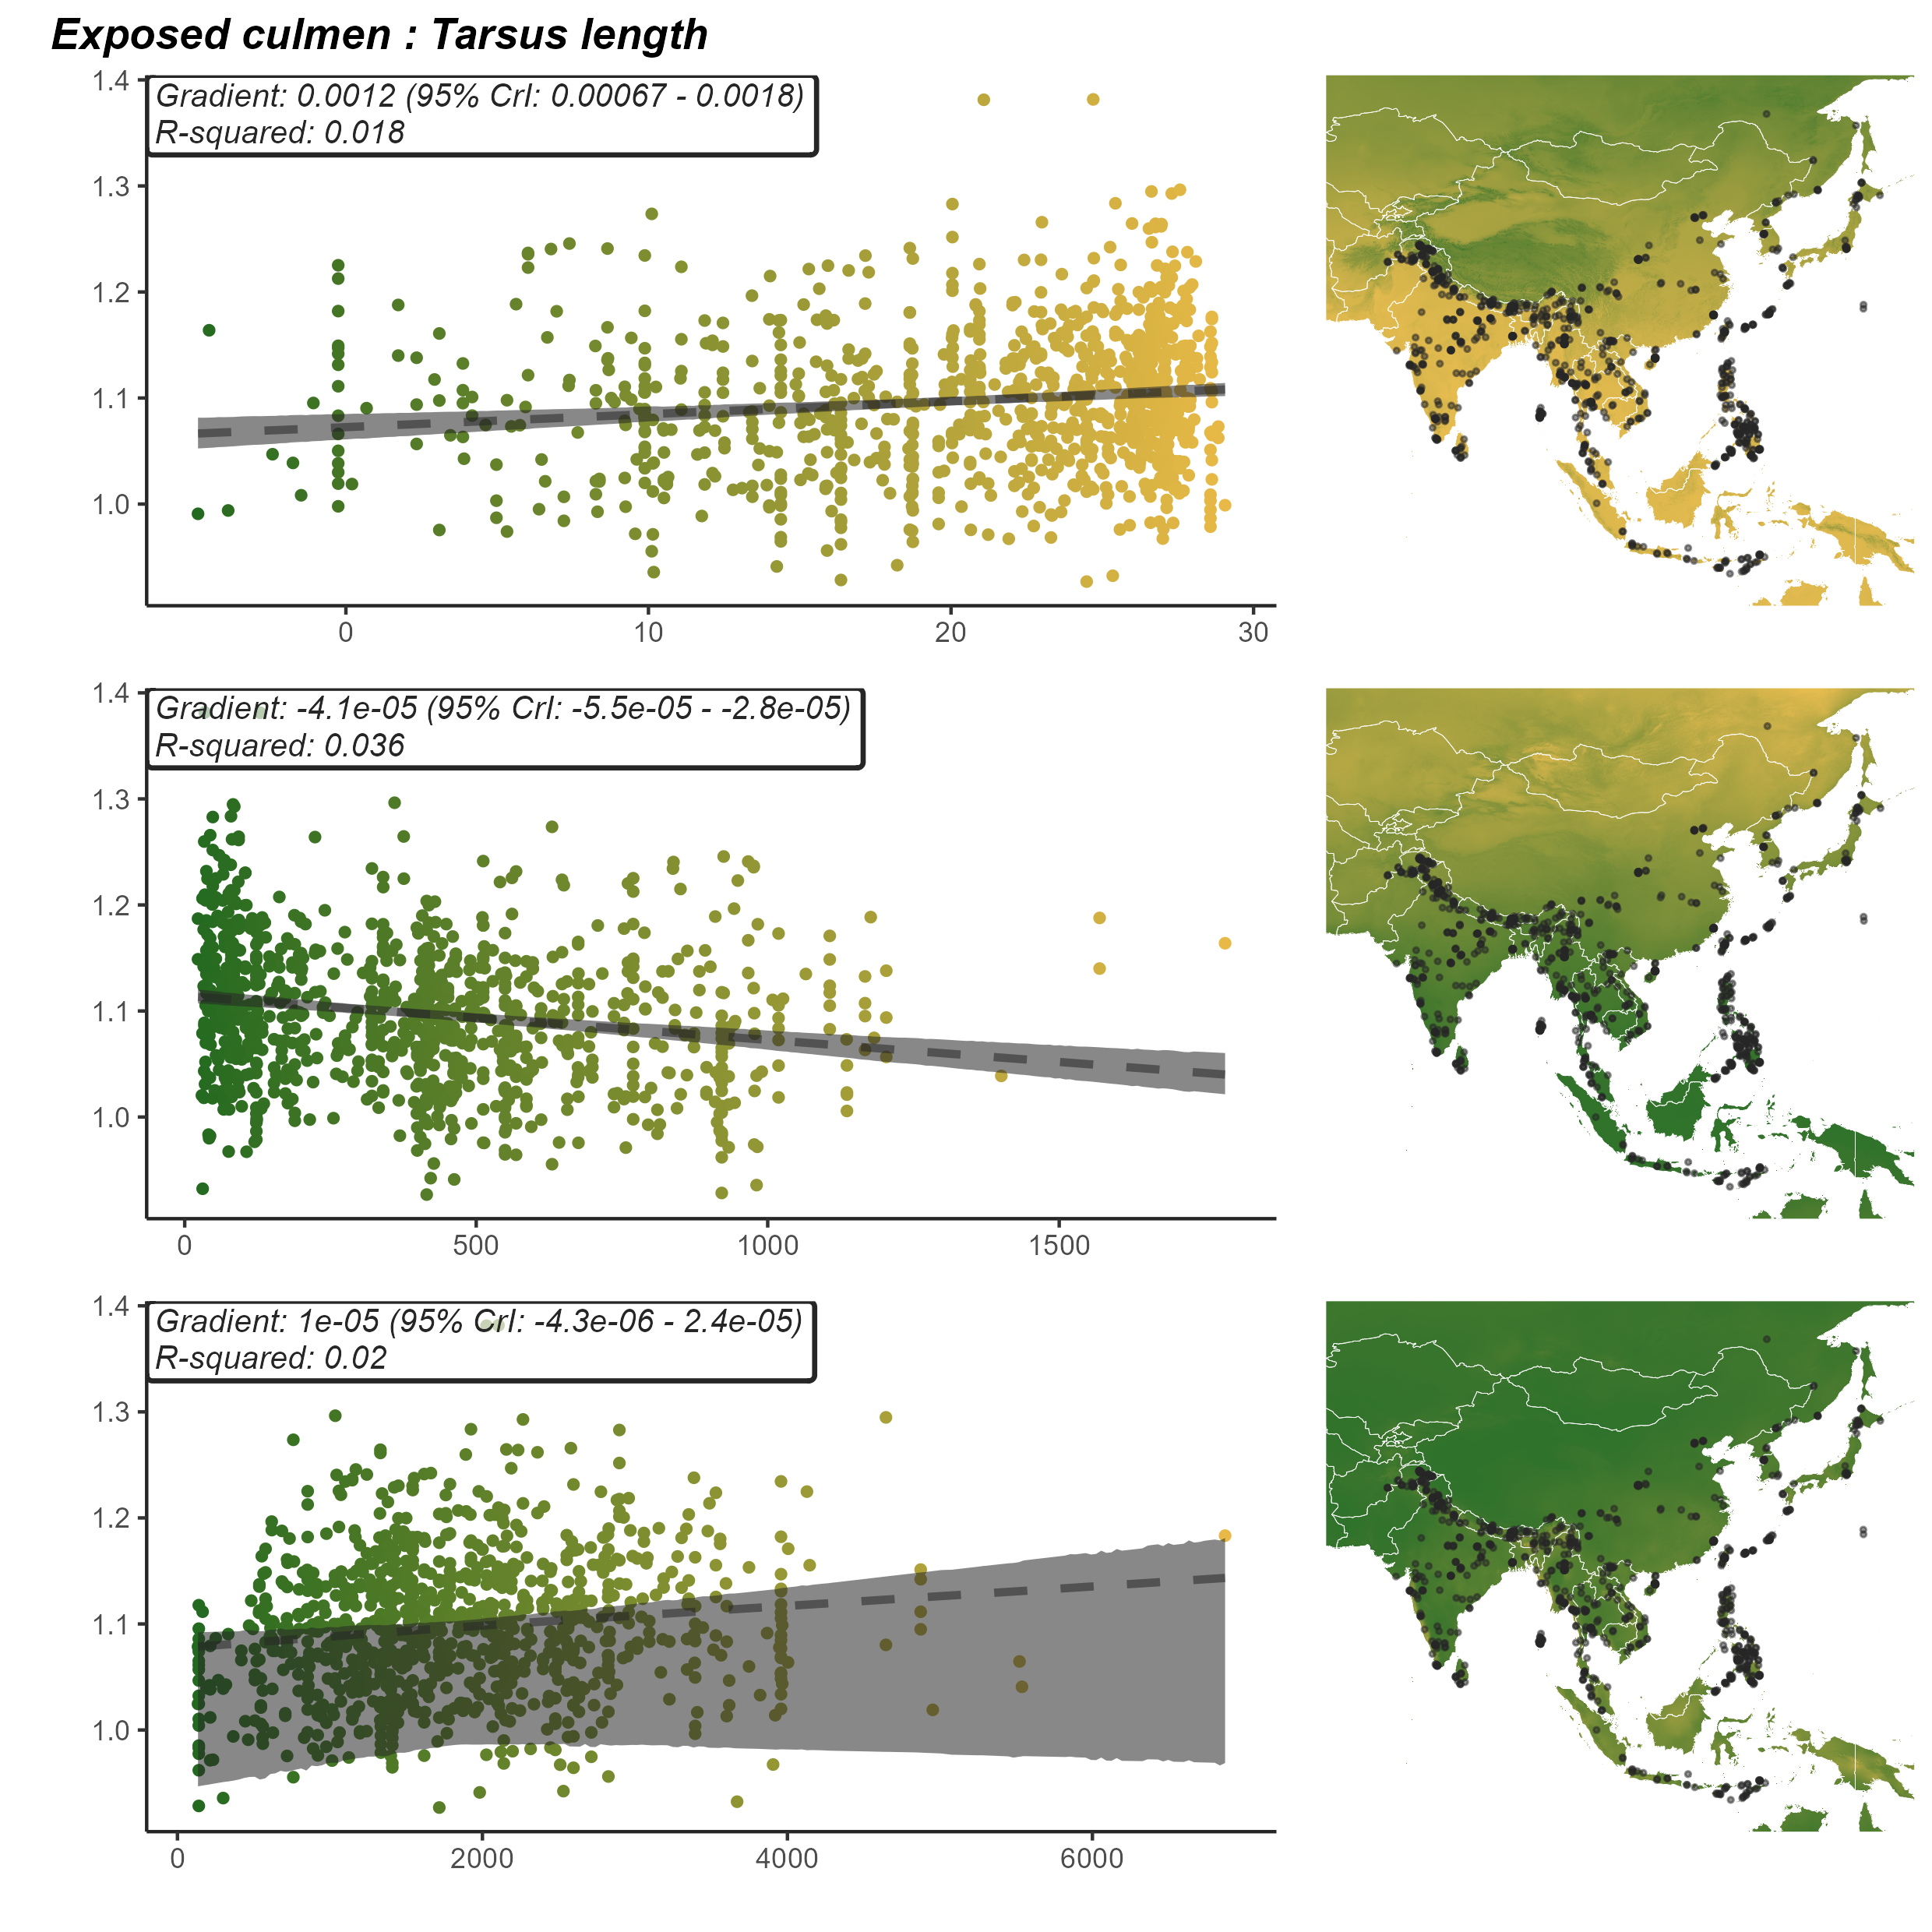 Exposed culmen : Tarsus length
1.4
1.3
1.2
1.1
1.0
Gradient: 0.0012 (95% CrI: 0.00067 - 0.0018)
R-squared: 0.018
0 10 20 30
1.4
1.3
1.2
1.1
1.0
Gradient: -4.1e-05 (95% CrI: -5.5e-05 - -2.8e-05)
R-squared: 0.036
0 500 1000 1500
1.4
1.3
1.2
1.1
1.0
Gradient: 1e-05 (95% CrI: -4.3e-06 - 2.4e-05)
R-squared: 0.02
0 2000 4000 6000